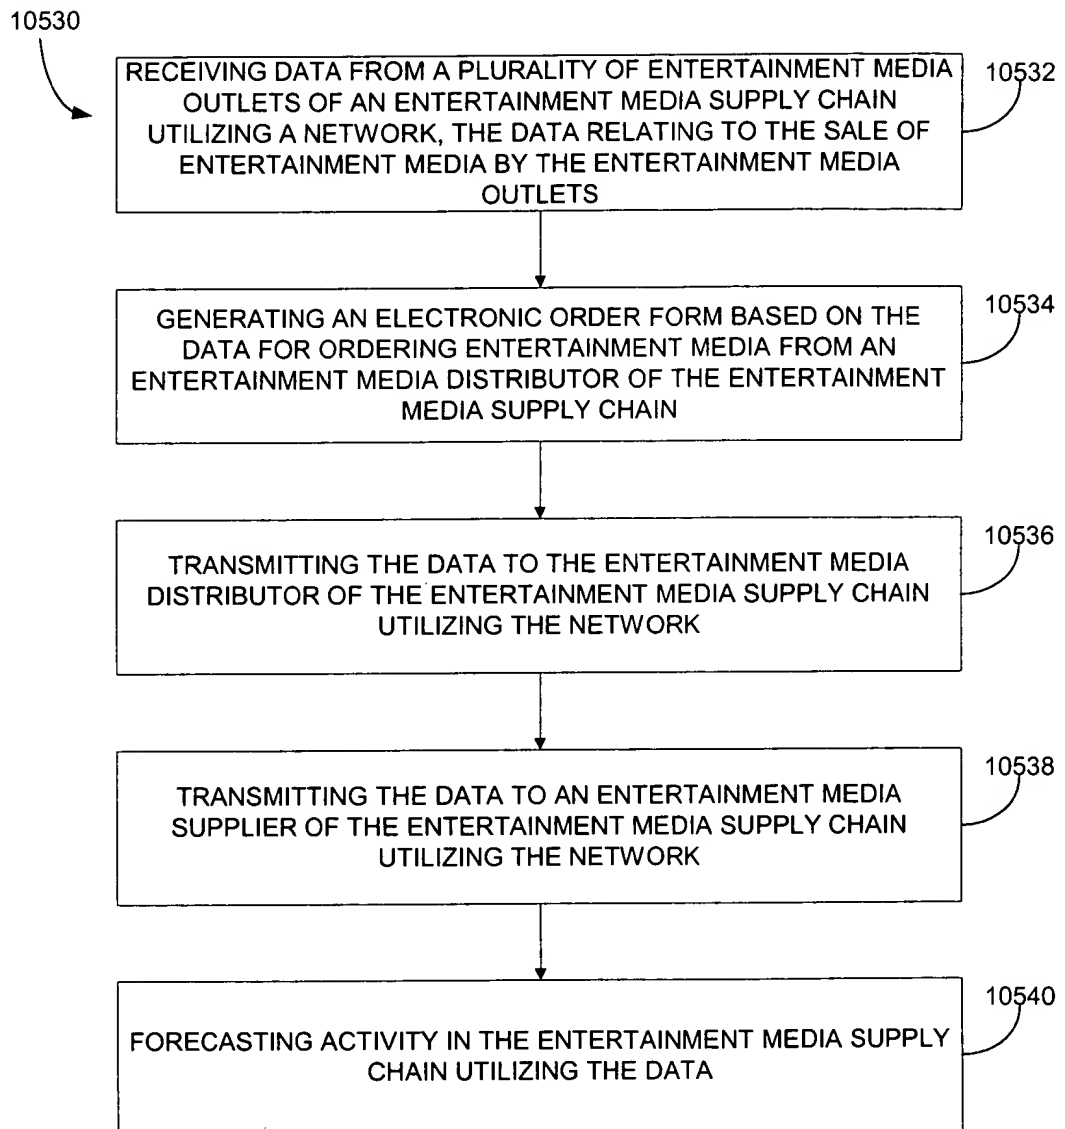 10530
RECEIVING DATA FROM A PLURALITY OF ENTERTAINMENT MEDIA
OUTLETS OF AN ENTERTAINMENT MEDIA SUPPLY CHAIN
UTILIZING A NETWORK, THE DATA RELATING TO THE SALE OF
ENTERTAINMENT MEDIA BY THE ENTERTAINMENT MEDIA
OUTLETS
10532
GENERATING AN ELECTRONIC ORDER FORM BASED ON THE
DATA FOR ORDERING ENTERTAINMENT MEDIA FROM AN
ENTERTAINMENT MEDIA DISTRIBUTOR OF THE ENTERTAINMENT
MEDIA SUPPLY CHAIN
10534
TRANSMITTING THE DATA TO THE ENTERTAINMENT MEDIA
DISTRIBUTOR OF THE ENTERTAINMENT MEDIA SUPPLY CHAIN
UTILIZING THE NETWORK
10536
TRANSMITTING THE DATA TO AN ENTERTAINMENT MEDIA
SUPPLIER OF THE ENTERTAINMENT MEDIA SUPPLY CHAIN
UTILIZING THE NETWORK
10538
FORECASTING ACTIVITY IN THE ENTERTAINMENT MEDIA SUPPLY
CHAIN UTILIZING THE DATA
10540